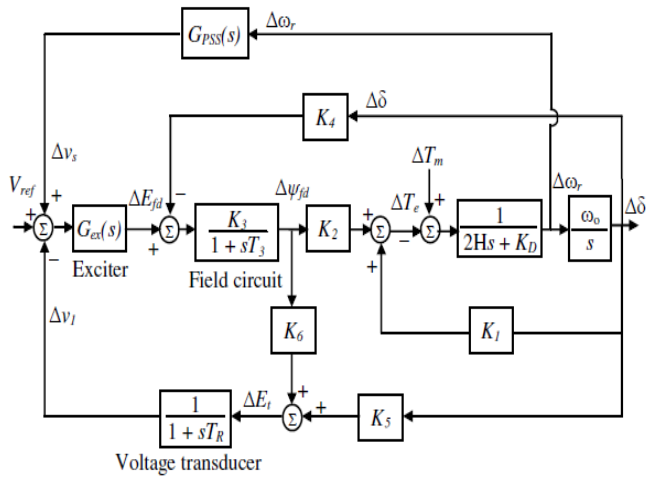 G_PSS(s)
Δω_r
K_4
Δδ
Δv_s
V_ref
ΔE_fd
Δψ_fd
ΔT_m
ΔT_e
Δω_r
Δδ
+
+
−
Σ
G_ex(s)
Exciter
−
+
Σ
K_3
1 + sT_3
Field circuit
K_2
+
+
Σ
−
+
Σ
1
2Hs + K_D
ω_o
s
Δv_1
K_6
K_1
+
+
Σ
ΔE_t
K_5
1
1 + sT_R
Voltage transducer